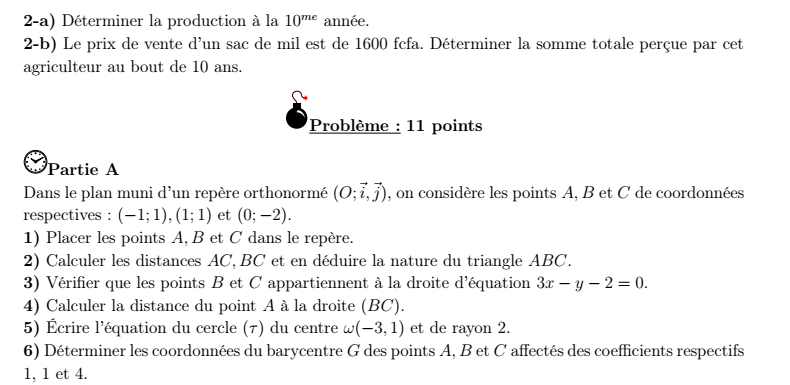 2-a) Déterminer la production à la 10^{me} année.
2-b) Le prix de vente d'un sac de mil est de 1600 fcfa. Déterminer la somme totale perçue par cet
agriculteur au bout de 10 ans.
Problème : 11 points
Partie A
Dans le plan muni d'un repère orthonormé (O; i⃗, j⃗), on considère les points A, B et C de coordonnées
respectives : (−1; 1), (1; 1) et (0; −2).
1) Placer les points A, B et C dans le repère.
2) Calculer les distances AC, BC et en déduire la nature du triangle ABC.
3) Vérifier que les points B et C appartiennent à la droite d'équation 3x − y − 2 = 0.
4) Calculer la distance du point A à la droite (BC).
5) Écrire l'équation du cercle (τ) du centre ω(−3, 1) et de rayon 2.
6) Déterminer les coordonnées du barycentre G des points A, B et C affectés des coefficients respectifs
1, 1 et 4.